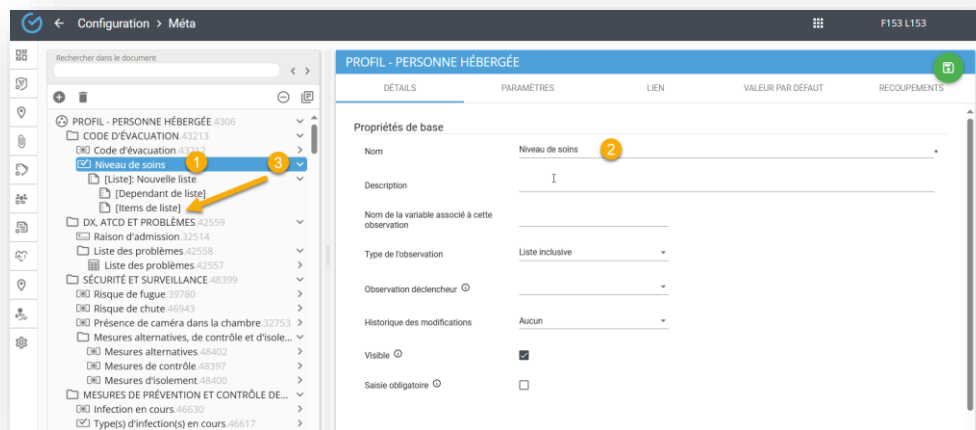 Configuration > Méta
F153 L153
Rechercher dans le document
PROFIL - PERSONNE HÉBERGÉE.4306
CODE D'ÉVACUATION.43213
Code d'évacuation.43212
Niveau de soins
1
3
[Liste]: Nouvelle liste
[Dependant de liste]
[Items de liste]
DX, ATCD ET PROBLÈMES.42559
Raison d'admission.32514
Liste des problèmes.42558
Liste des problèmes.42557
SÉCURITÉ ET SURVEILLANCE.48399
Risque de fugue.39780
Risque de chute.46943
Présence de caméra dans la chambre.32753
Mesures alternatives, de contrôle et d'isole...
Mesures alternatives.48402
Mesures de contrôle.48397
Mesures d'isolement.48400
MESURES DE PRÉVENTION ET CONTRÔLE DE...
Infection en cours.46630
Type(s) d'infection(s) en cours.46617
PROFIL - PERSONNE HÉBERGÉE
DÉTAILS PARAMÈTRES LIEN VALEUR PAR DÉFAUT RECOUPEMENTS
Propriétés de base
Nom Niveau de soins 2
Description
Nom de la variable associé à cette
observation
Type de l'observation Liste inclusive
Observation déclencheur
Historique des modifications Aucun
Visible
Saisie obligatoire